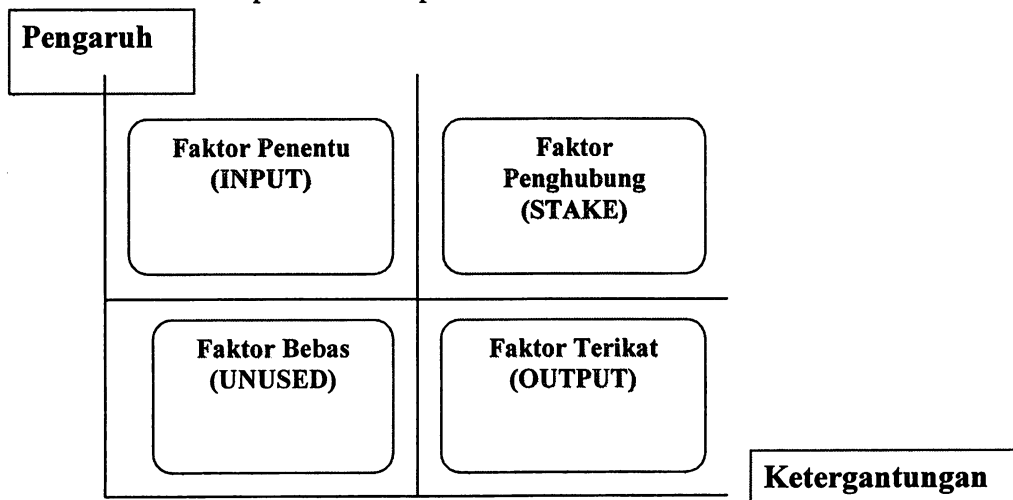 Pengaruh
Faktor Penentu
(INPUT)
Faktor
Penghubung
(STAKE)
Faktor Bebas
(UNUSED)
Faktor Terikat
(OUTPUT)
Ketergantungan